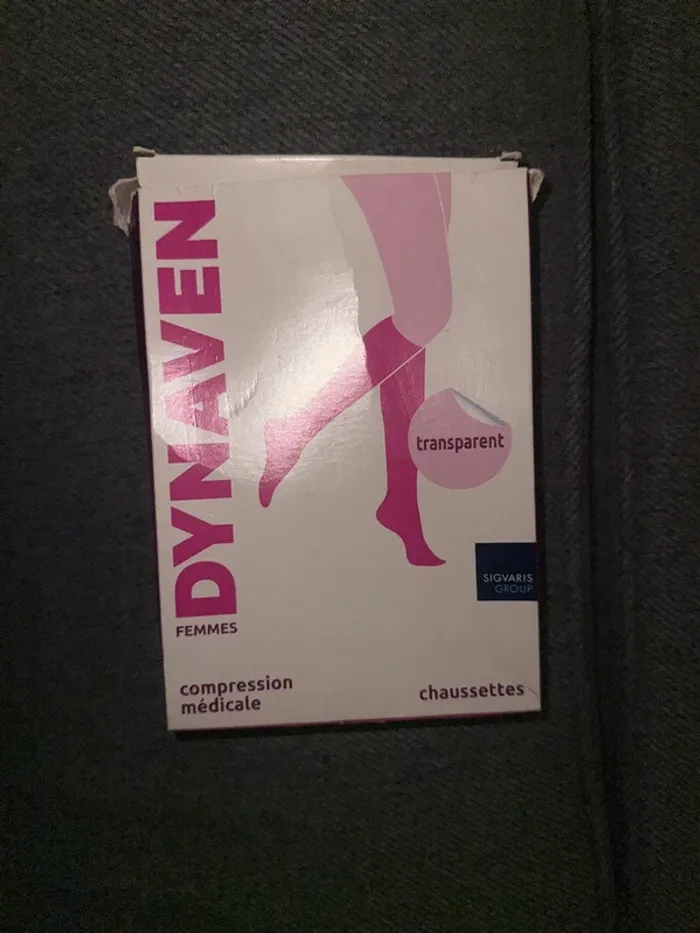 DYNAVEN
FEMMES
transparent
SIGVARIS
GROUP
compression
médicale
chaussettes